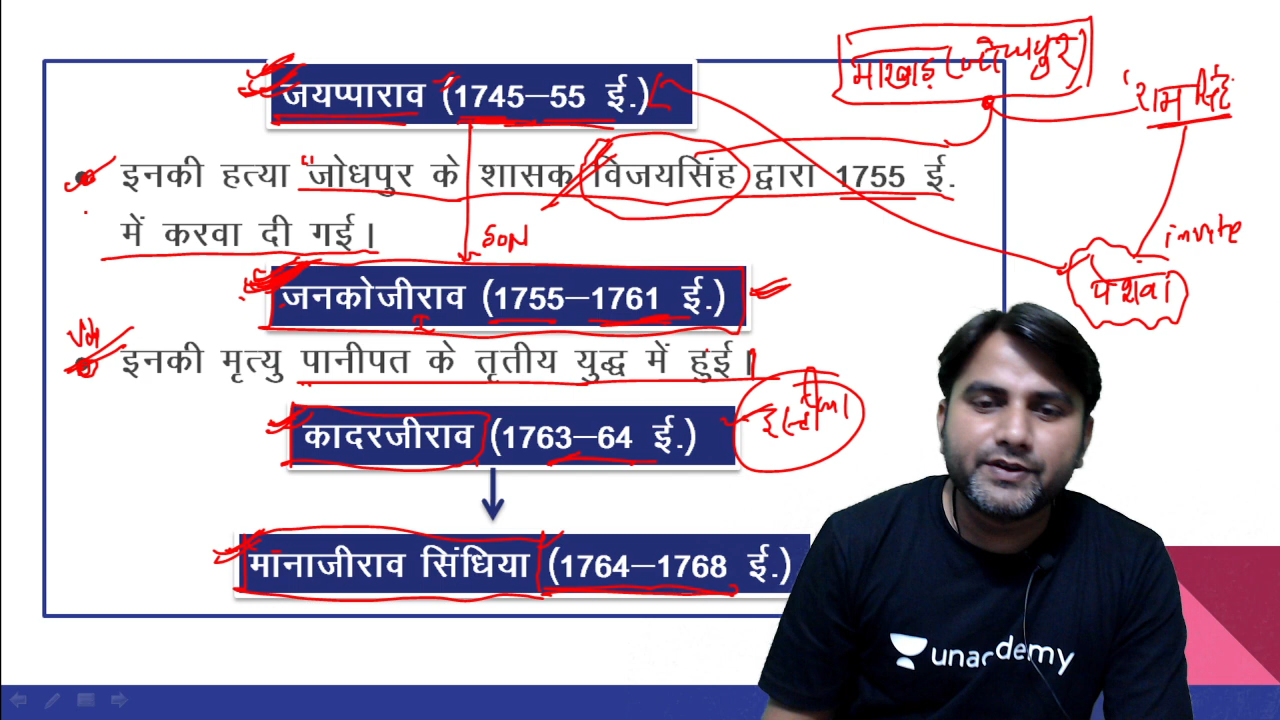 जयप्पाराव (1745–55 ई.)
मारवाड़ (जोधपुर)
राम सिंह
इनकी हत्या जोधपुर के शासक विजयसिंह द्वारा 1755 ई.
में करवा दी गई।
SON
invite
पेशवा
जनकोजीराव (1755–1761 ई.)
I
इनकी मृत्यु पानीपत के तृतीय युद्ध में हुई।
कादरजीराव (1763–64 ई.)
मानाजीराव सिंधिया (1764–1768 ई.)
unacademy